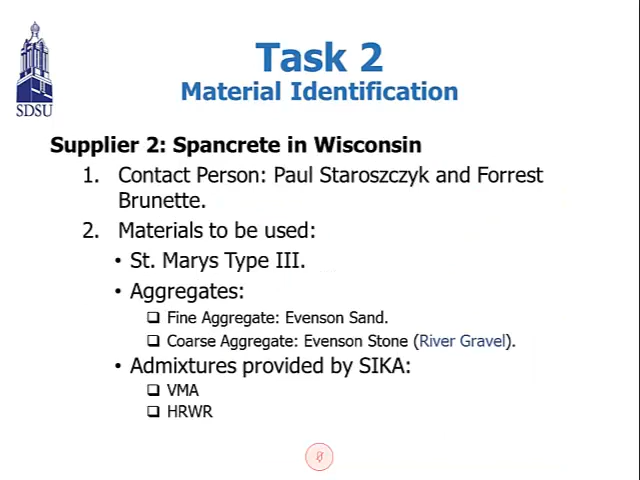 Task 2
Material Identification
SDSU
Supplier 2: Spancrete in Wisconsin
1. Contact Person: Paul Staroszczyk and Forrest
Brunette.
2. Materials to be used:
• St. Marys Type III.
• Aggregates:
❑ Fine Aggregate: Evenson Sand.
❑ Coarse Aggregate: Evenson Stone (River Gravel).
• Admixtures provided by SIKA:
❑ VMA
❑ HRWR